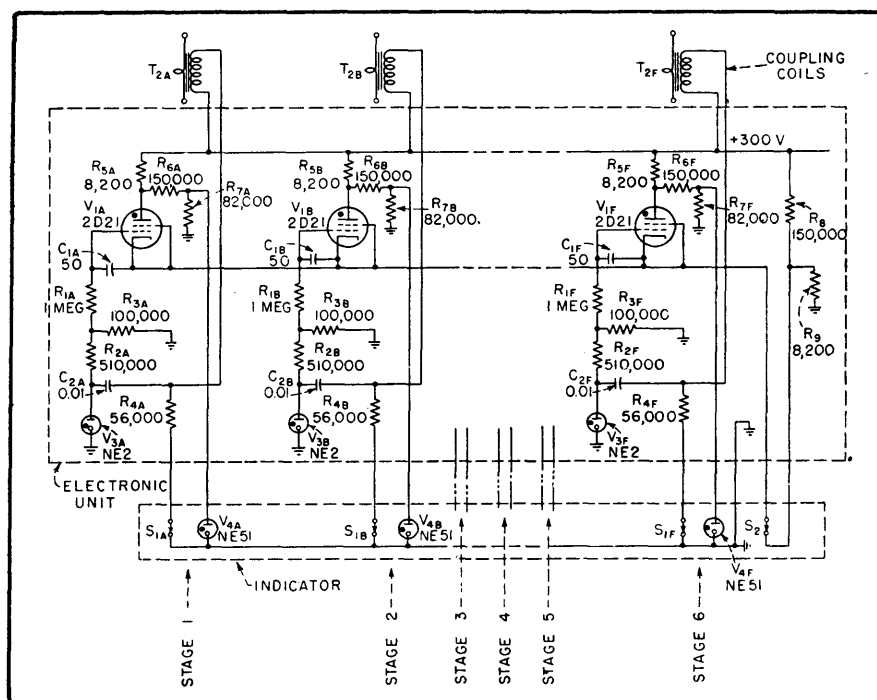 T2A
T2B
T2F
COUPLING
COILS
+300 V
R5A
8,200
R6A
150,000
R7A
82,000
V1A
2D21
C1A
50
R1A
1 MEG
R3A
100,000
R2A
510,000
C2A
0.01
R4A
56,000
V3A
NE2
R5B
8,200
R6B
150,000
R7B
82,000
V1B
2D21
C1B
50
R1B
1 MEG
R3B
100,000
R2B
510,000
C2B
0.01
R4B
56,000
V3B
NE2
R5F
8,200
R6F
150,000
R7F
82,000
V1F
2D21
C1F
50
R1F
1 MEG
R3F
100,000
R2F
510,000
C2F
0.01
R4F
56,000
V3F
NE2
R8
150,000
R9
8,200
ELECTRONIC
UNIT
S1A
V4A
NE51
S1B
V4B
NE51
S1F
S2
V4F
NE51
INDICATOR
STAGE 1
STAGE 2
STAGE 3
STAGE 4
STAGE 5
STAGE 6